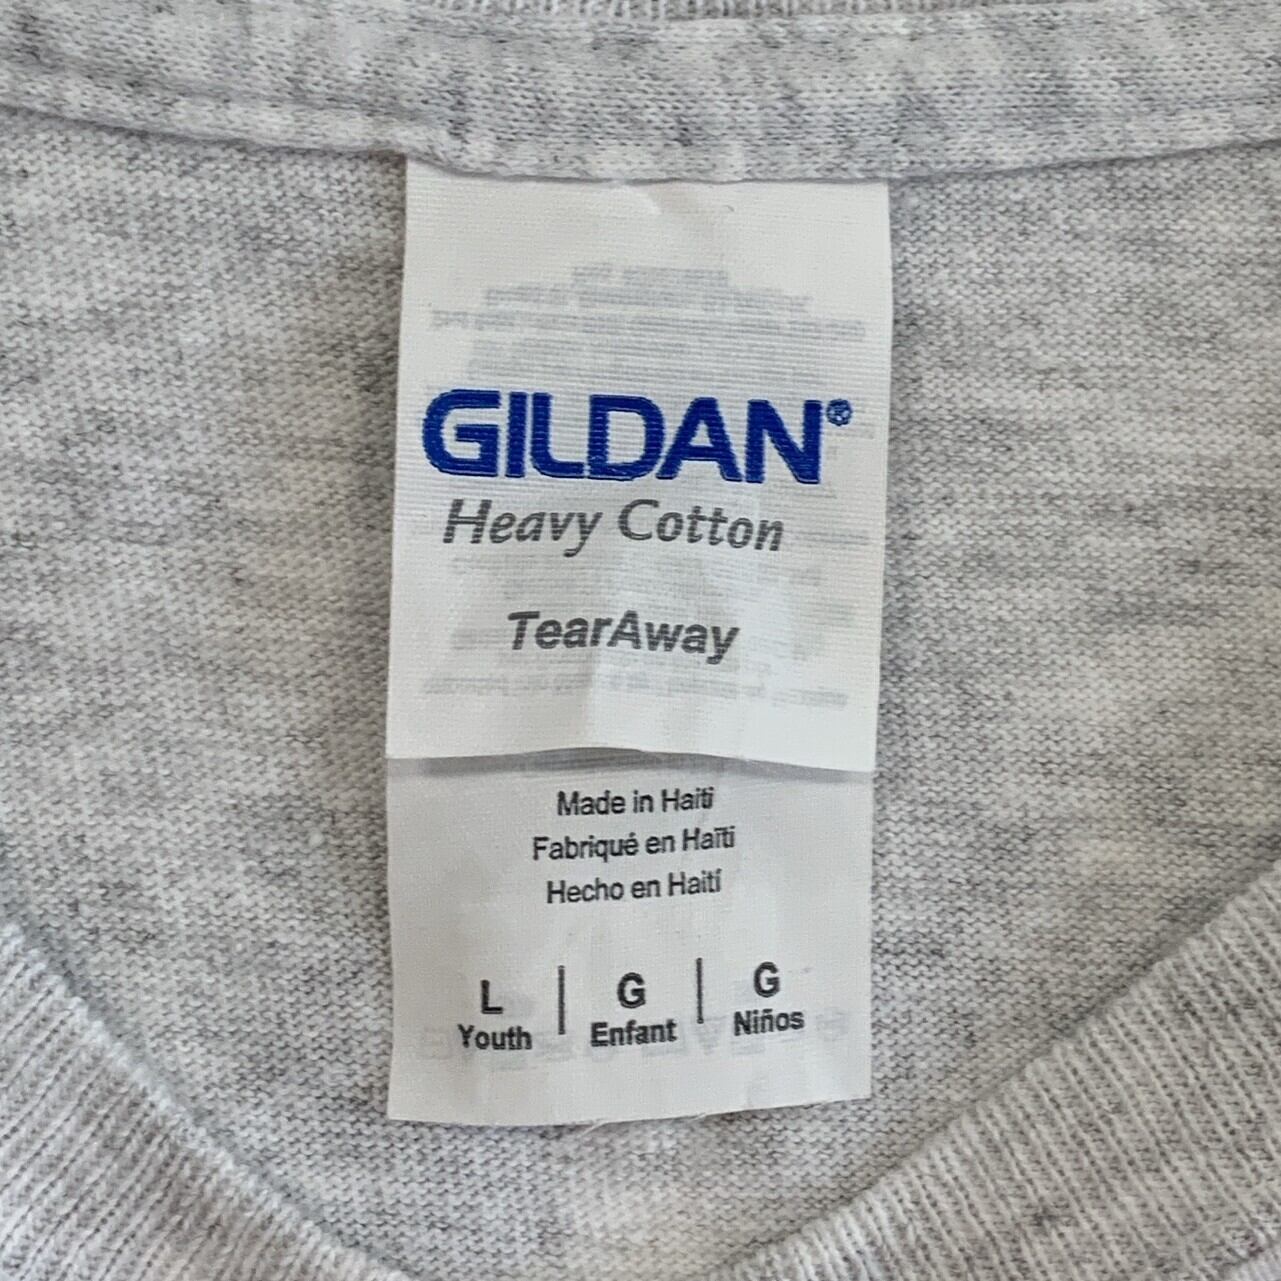 GILDAN®
Heavy Cotton
TearAway
Made in Haiti
Fabriqué en Haïti
Hecho en Haití
L | G | G
Youth Enfant Niños